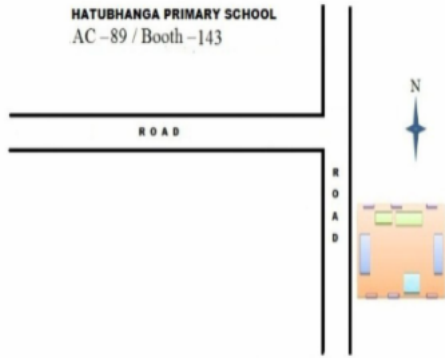 HATUBHANGA PRIMARY SCHOOL
AC –89 / Booth –143
N
ROAD
ROAD